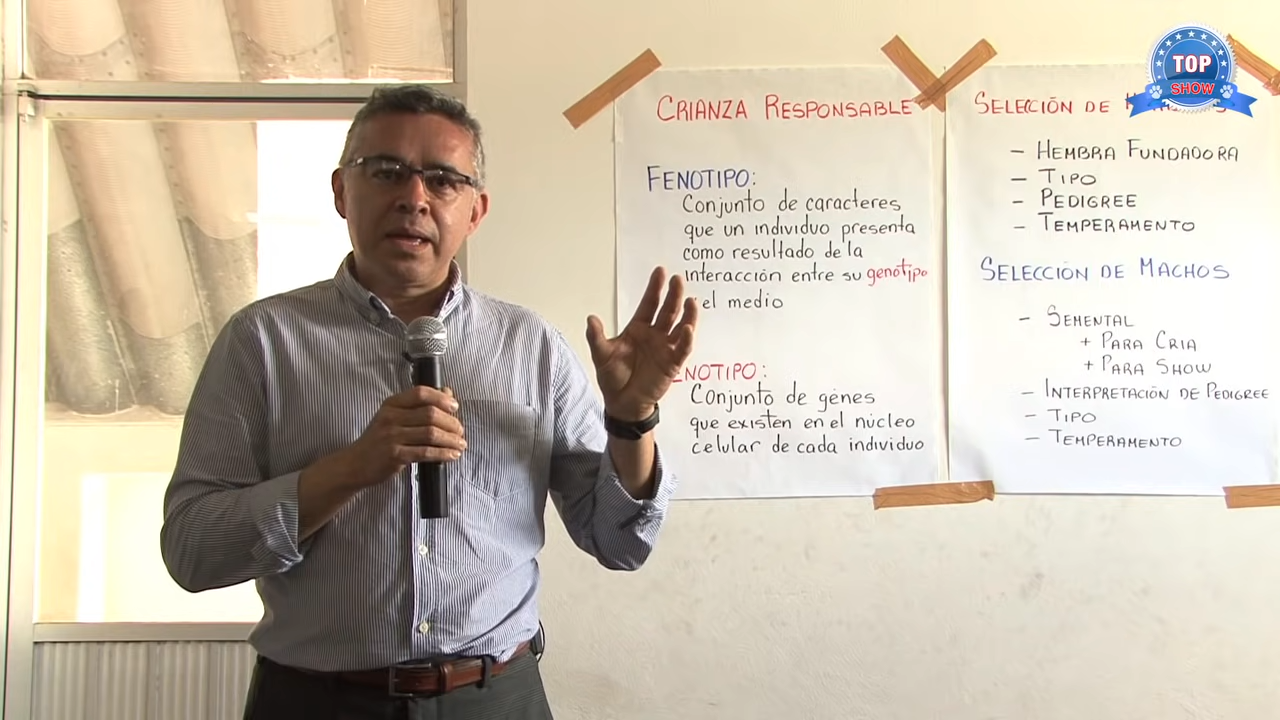 CRIANZA RESPONSABLE
FENOTIPO:
Conjunto de caracteres
que un individuo presenta
como resultado de la
interacción entre su genotipo
el medio
ENOTIPO:
Conjunto de génes
que existen en el núcleo
celular de cada individuo
SELECCIÓN DE
- HEMBRA FUNDADORA
- TIPO
- PEDIGREE
- TEMPERAMENTO
SELECCIÓN DE MACHOS
- SEMENTAL
+ PARA CRIA
+ PARA SHOW
- INTERPRETACIÓN DE PEDIGREE
- TIPO
- TEMPERAMENTO
TOP
SHOW